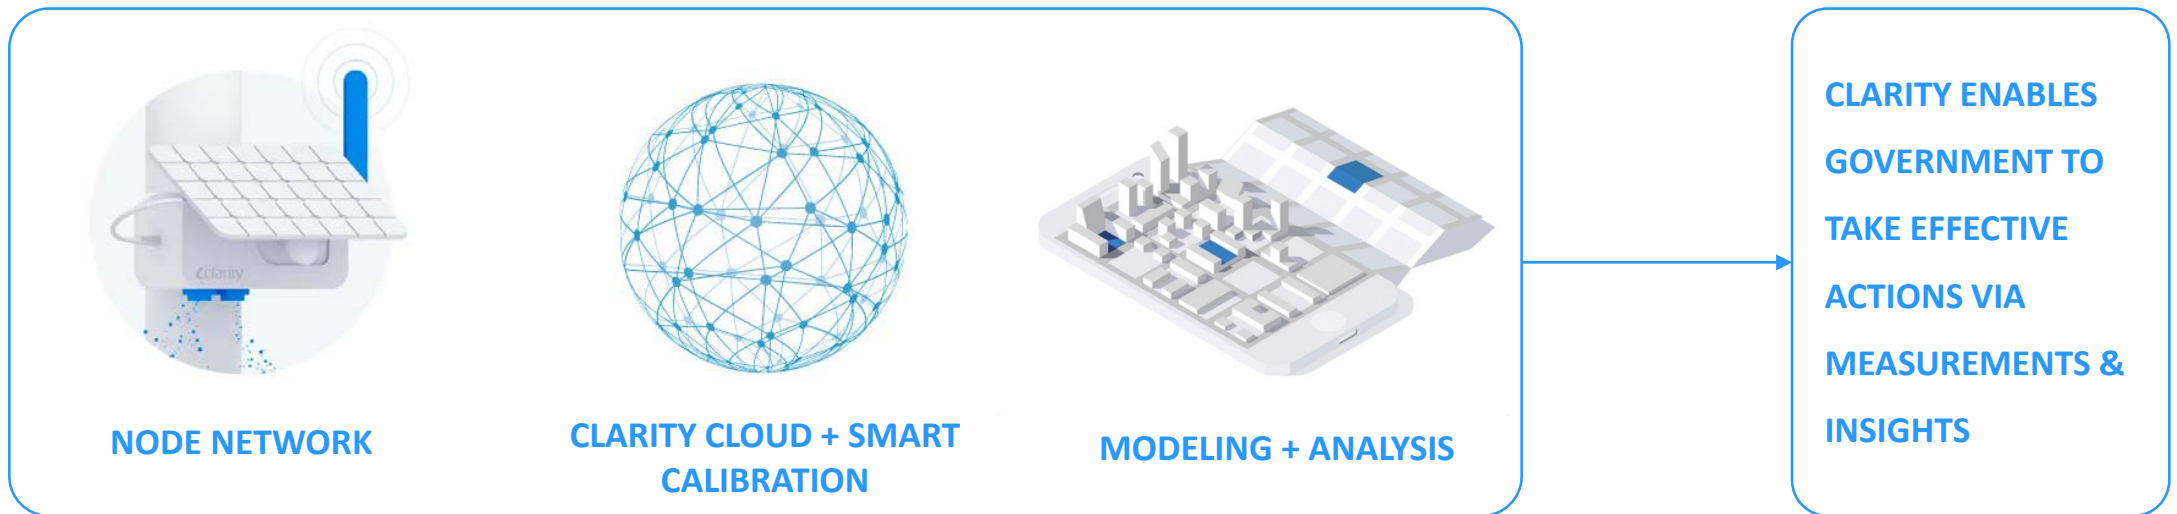 clarity
NODE NETWORK
CLARITY CLOUD + SMART
CALIBRATION
MODELING + ANALYSIS
CLARITY ENABLES
GOVERNMENT TO
TAKE EFFECTIVE
ACTIONS VIA
MEASUREMENTS &
INSIGHTS